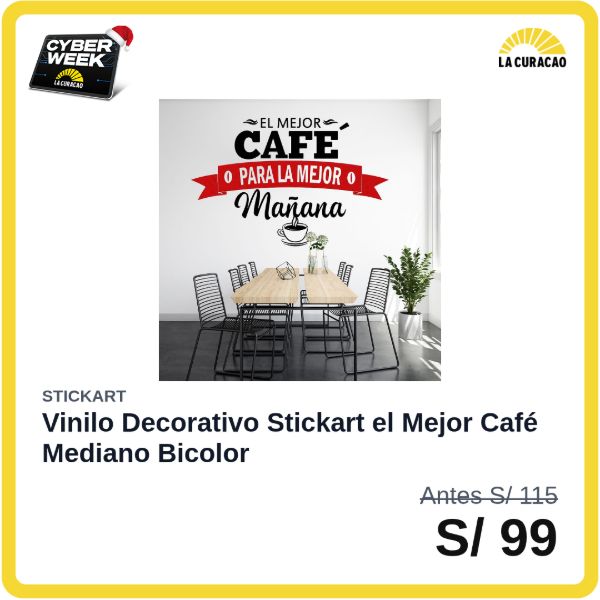 CYBER
WEEK
LA CURACAO
LA CURACAO
EL MEJOR
CAFÉ
PARA LA MEJOR
Mañana
STICKART
Vinilo Decorativo Stickart el Mejor Café
Mediano Bicolor
Antes S/ 115
S/ 99